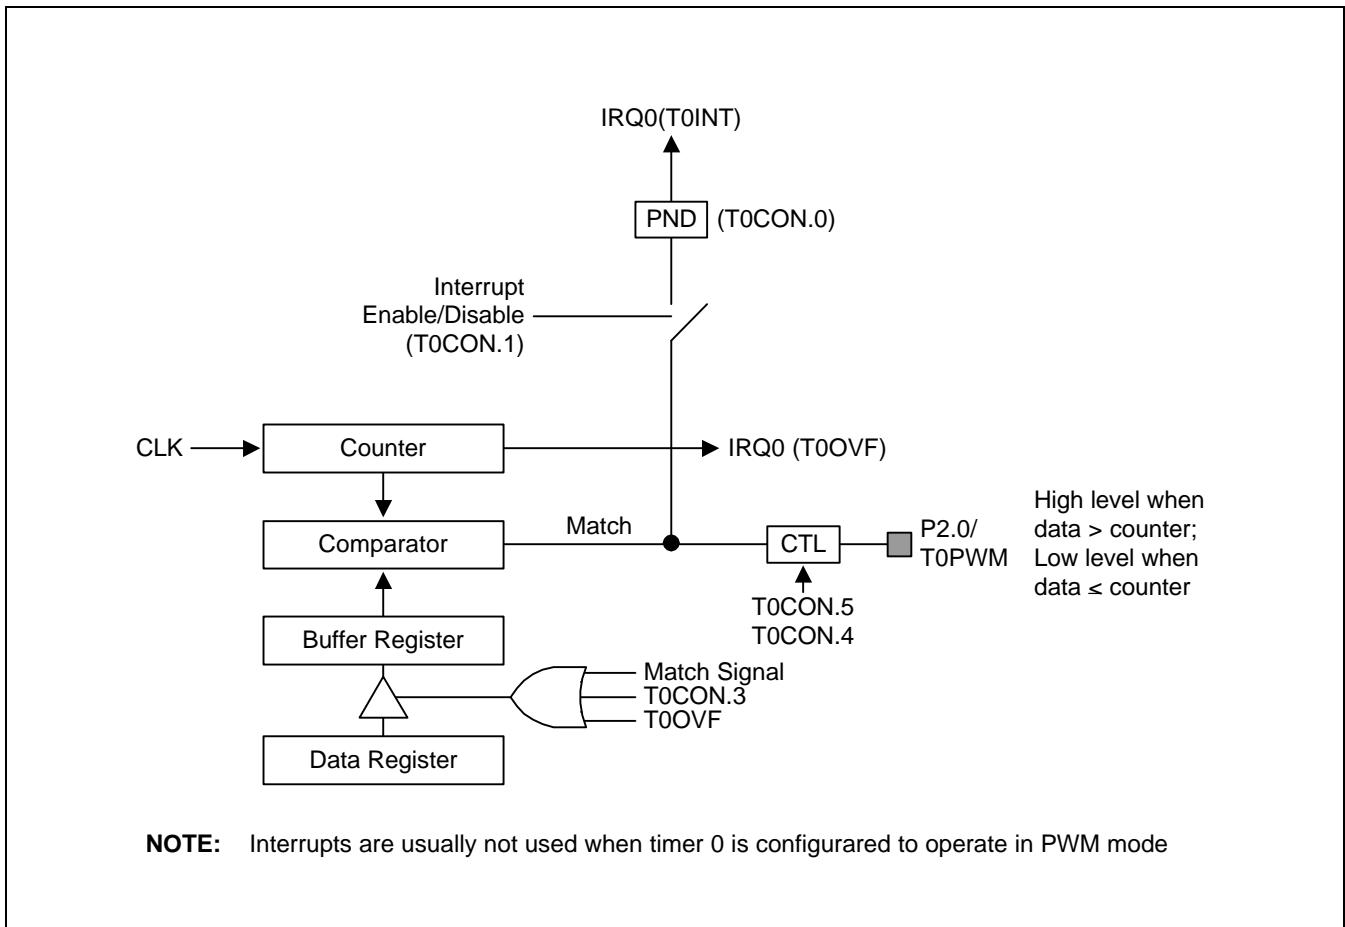 IRQ0(T0INT)
PND (T0CON.0)
Interrupt
Enable/Disable
(T0CON.1)
CLK Counter IRQ0 (T0OVF)
Comparator Match CTL P2.0/
T0PWM
High level when
data > counter;
Low level when
data ≤ counter
T0CON.5
T0CON.4
Buffer Register
Match Signal
T0CON.3
T0OVF
Data Register
NOTE: Interrupts are usually not used when timer 0 is configurared to operate in PWM mode